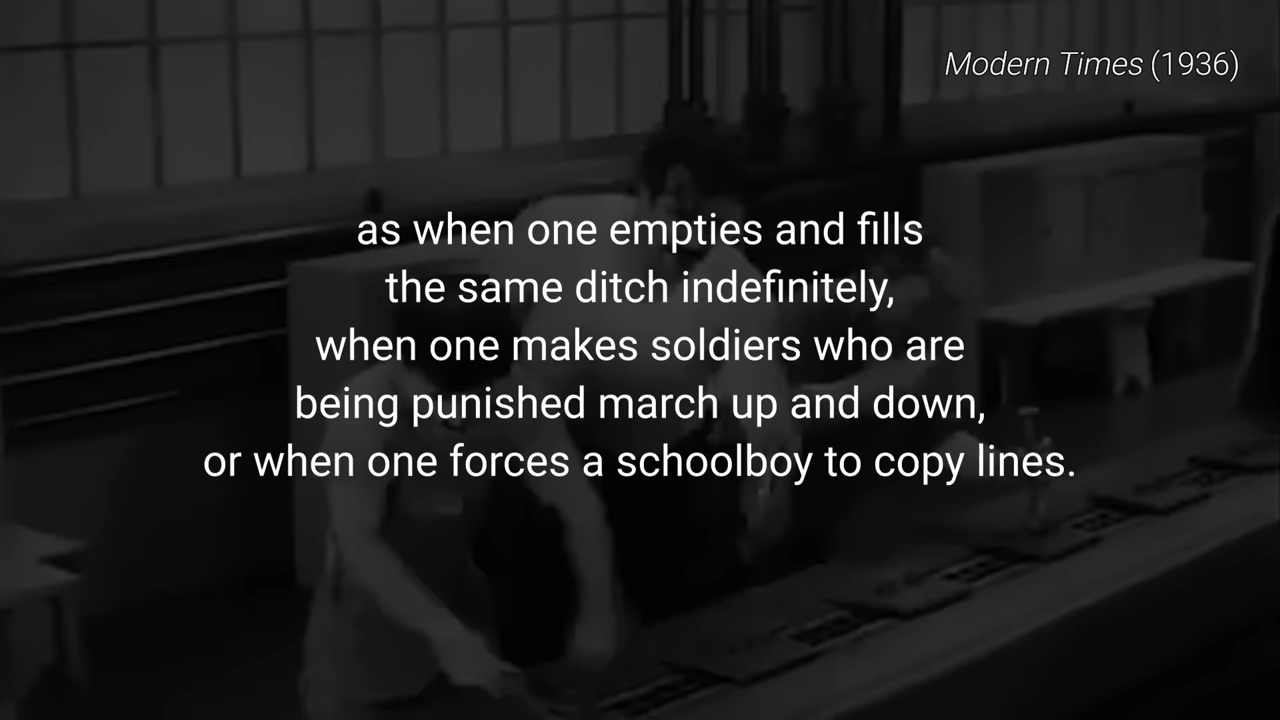 Modern Times (1936)
as when one empties and fills
the same ditch indefinitely,
when one makes soldiers who are
being punished march up and down,
or when one forces a schoolboy to copy lines.